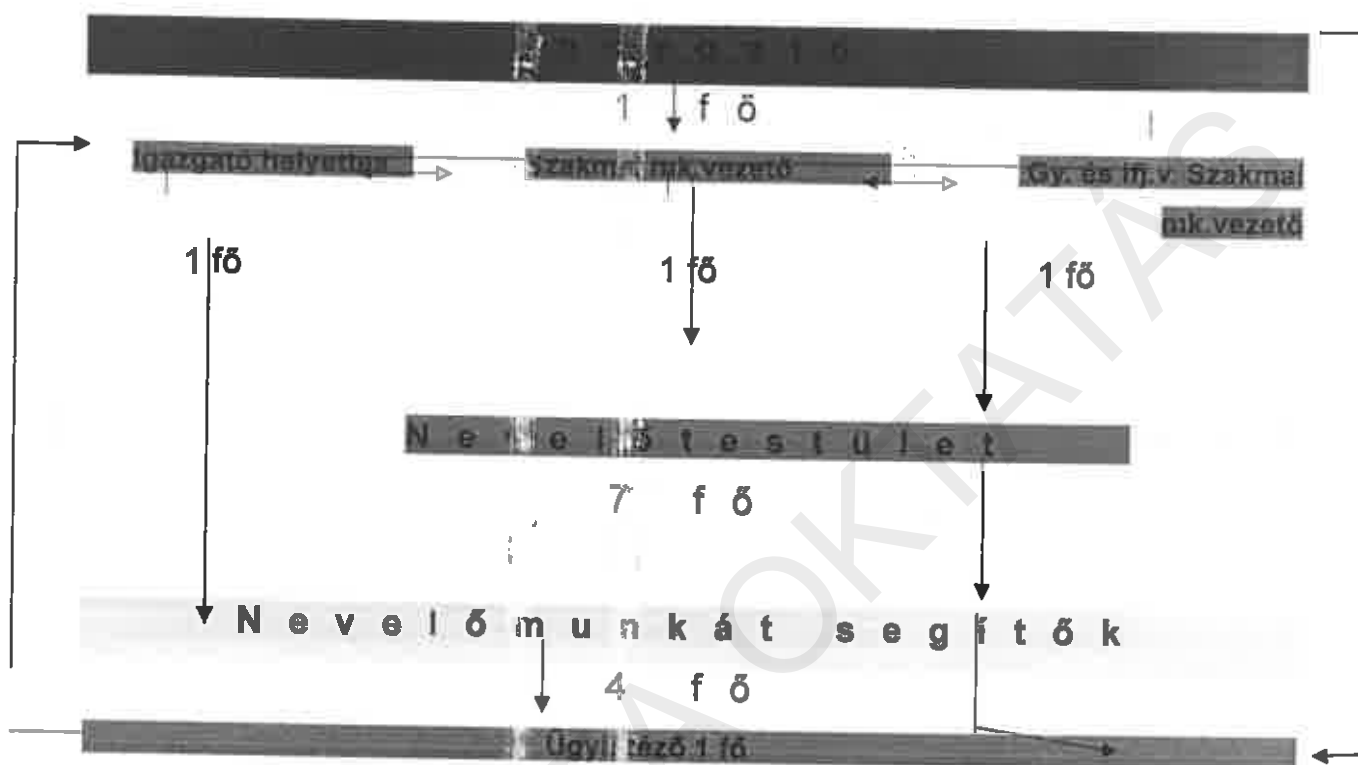 1 f ő
Igazgató helyettes
Szakmai mk.vezető
Gy. és ifj.v. Szakmai
mk.vezető
1 fő
1 fő
1 fő
N e v e l ő t e s t ü l e t
7 f ő
N e v e l ő m u n k á t s e g í t ő k
4 f ő
Ügyintéző 1 fő
OKTATÁS